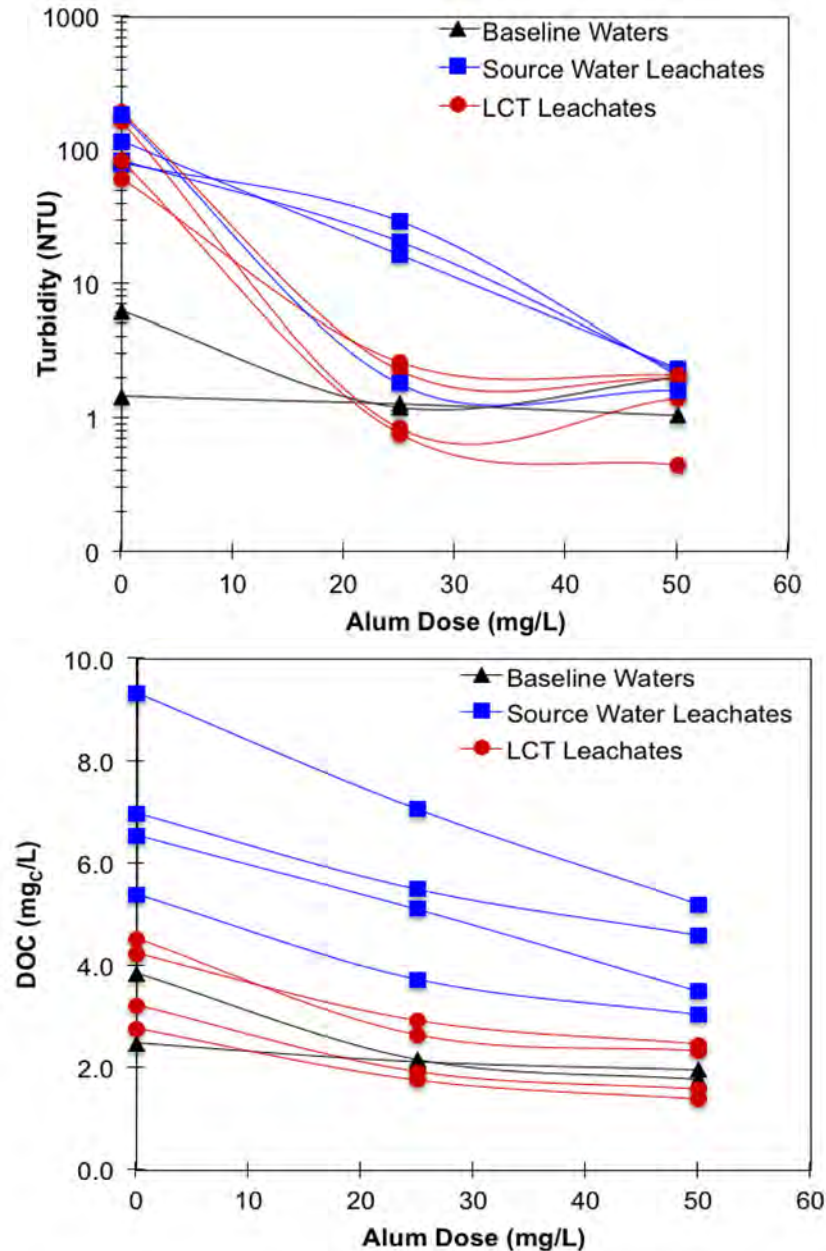 1000
Baseline Waters
Source Water Leachates
LCT Leachates
100
10
1
0
Turbidity (NTU)
0 10 20 30 40 50 60
Alum Dose (mg/L)
10.0
Baseline Waters
Source Water Leachates
LCT Leachates
8.0
6.0
4.0
2.0
0.0
DOC (mgC/L)
0 10 20 30 40 50 60
Alum Dose (mg/L)